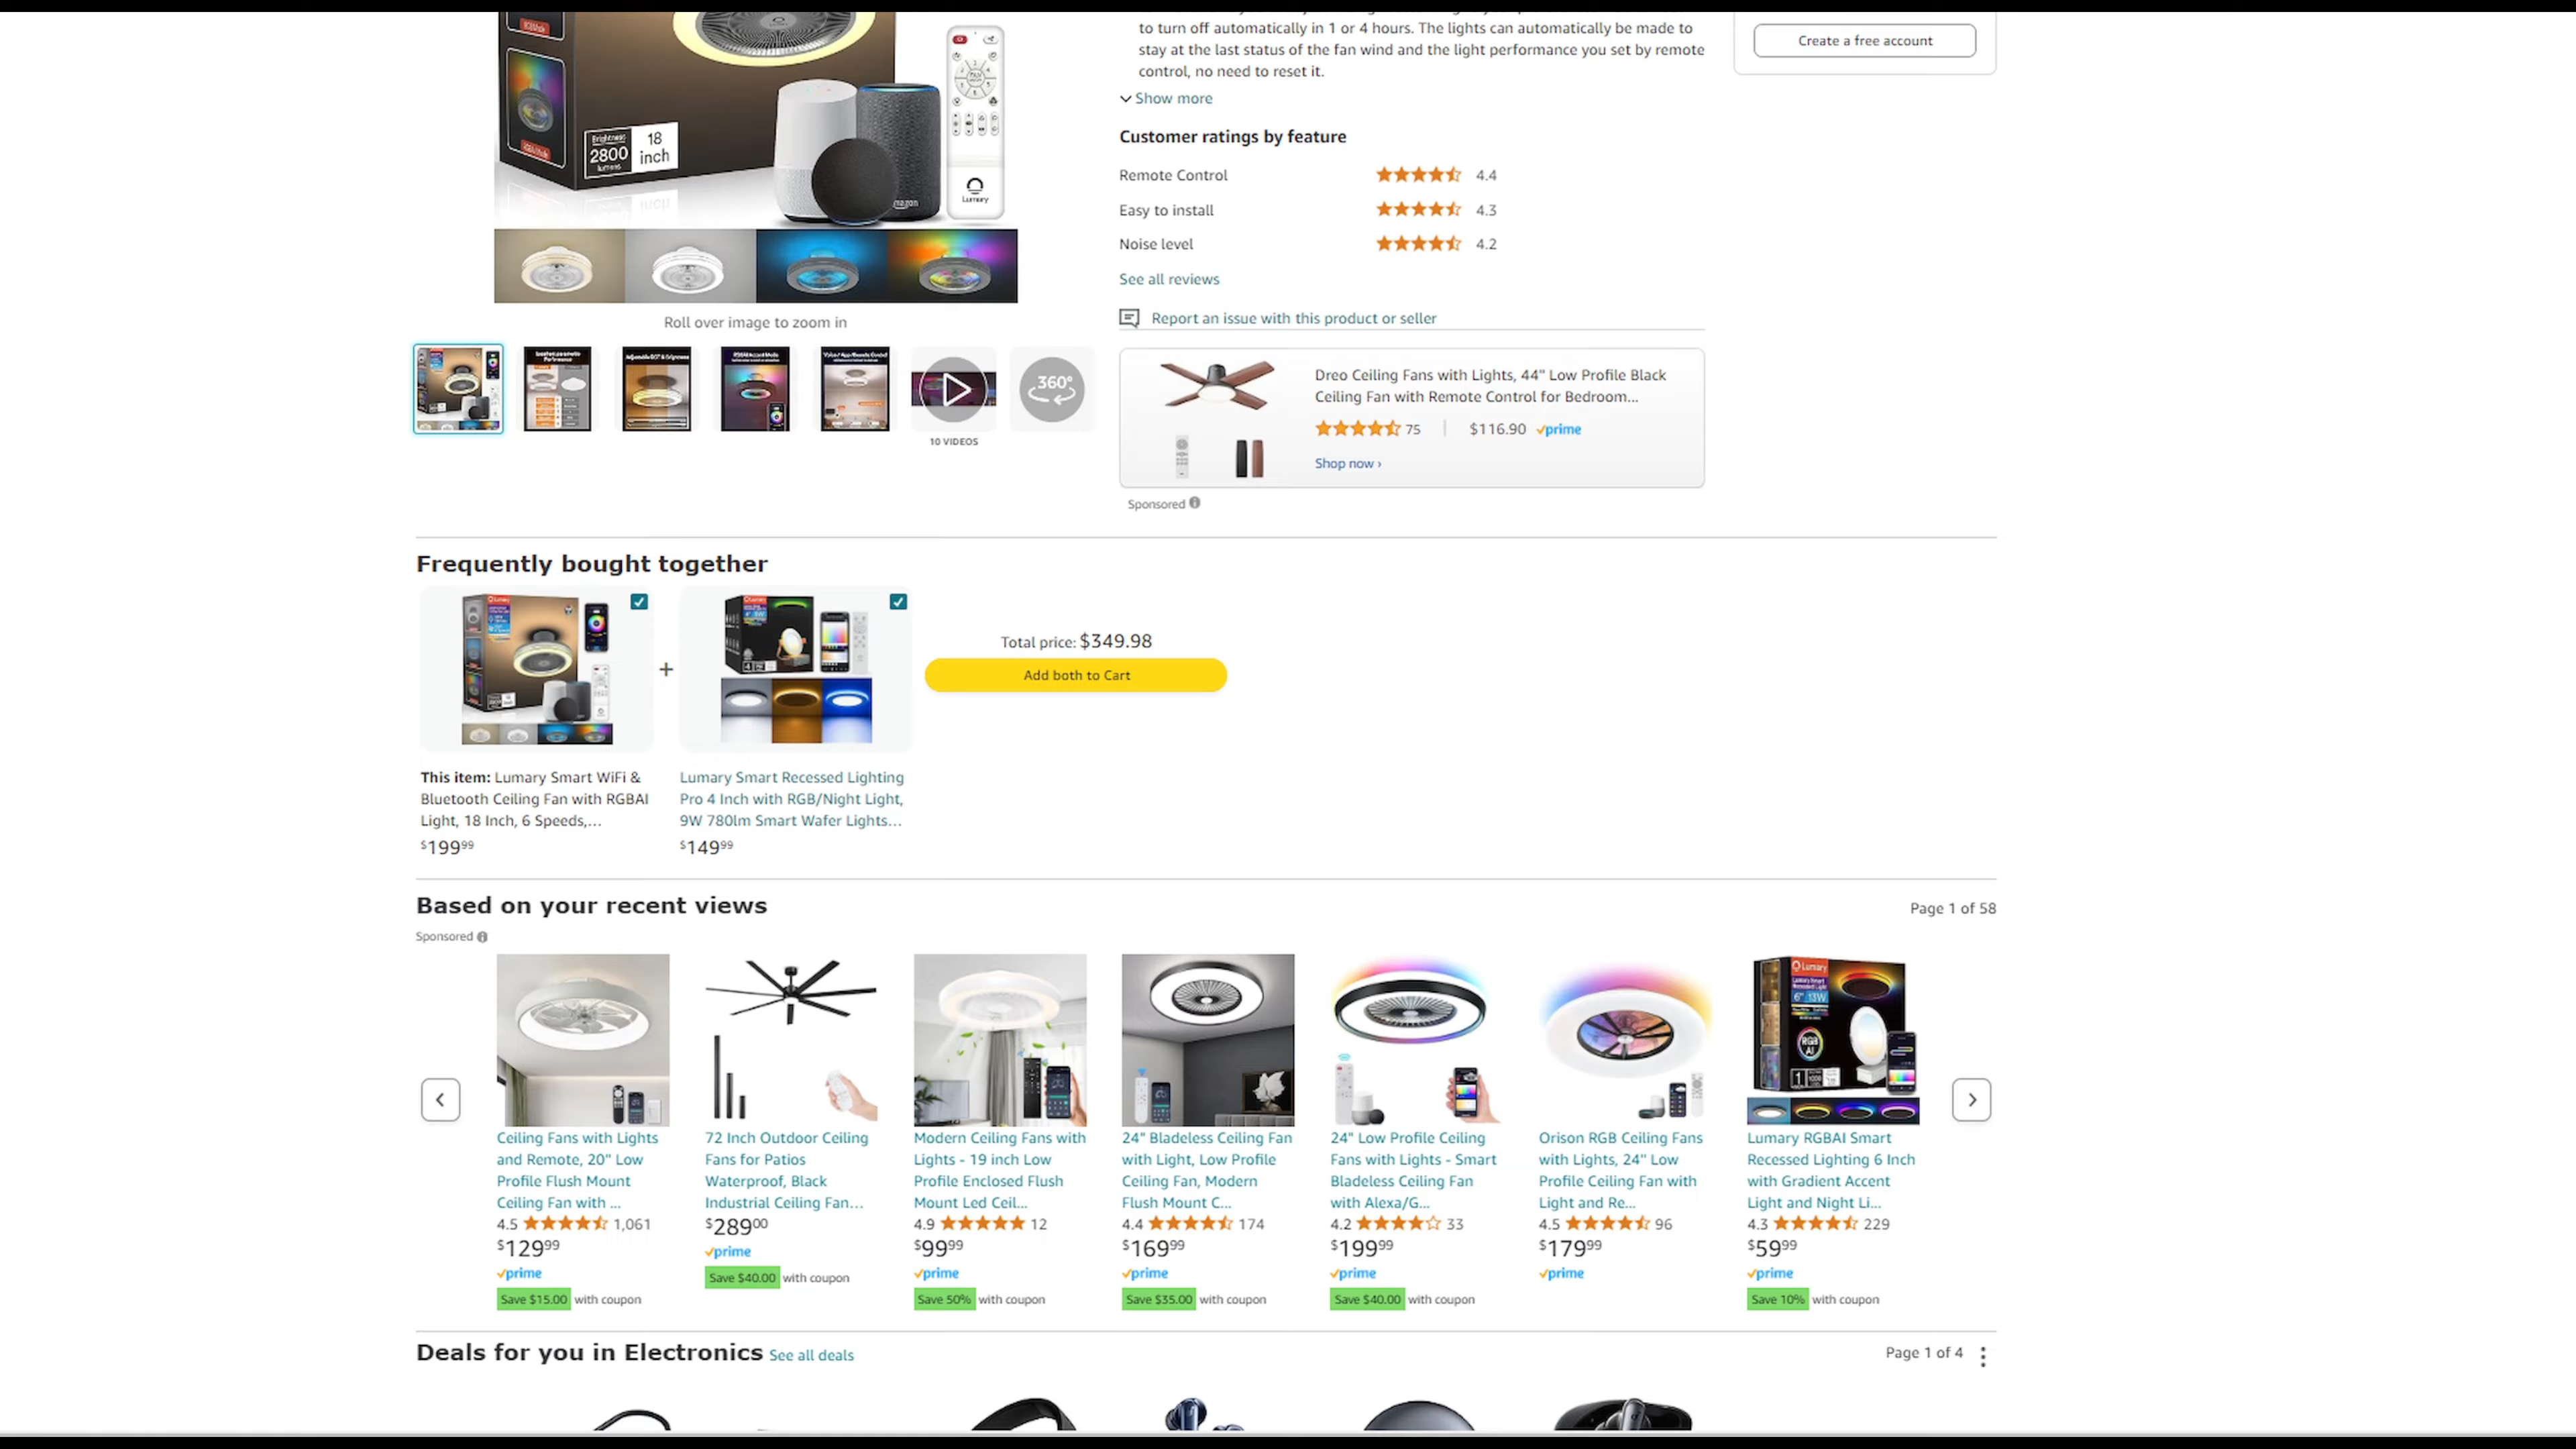 to turn off automatically in 1 or 4 hours. The lights can automatically be made to
stay at the last status of the fan wind and the light performance you set by remote
control, no need to reset it.
Show more
Create a free account
Brightness
2800
lumens
18
inch
amazon
Lumary
Roll over image to zoom in
360°
10 VIDEOS
Customer ratings by feature
Remote Control 4.4
Easy to install 4.3
Noise level 4.2
See all reviews
Report an issue with this product or seller
Dreo Ceiling Fans with Lights, 44" Low Profile Black
Ceiling Fan with Remote Control for Bedroom...
75 $116.90 prime
Shop now ›
Sponsored
Frequently bought together
+
Total price: $349.98
Add both to Cart
This item: Lumary Smart WiFi &
Bluetooth Ceiling Fan with RGBAI
Light, 18 Inch, 6 Speeds,...
$199.99
Lumary Smart Recessed Lighting
Pro 4 Inch with RGB/Night Light,
9W 780lm Smart Wafer Lights...
$149.99
Based on your recent views
Page 1 of 58
Sponsored
Ceiling Fans with Lights
and Remote, 20" Low
Profile Flush Mount
Ceiling Fan with ...
4.5 1,061
$129.99
prime
Save $15.00 with coupon
72 Inch Outdoor Ceiling
Fans for Patios
Waterproof, Black
Industrial Ceiling Fan...
$289.00
prime
Save $40.00 with coupon
Modern Ceiling Fans with
Lights - 19 inch Low
Profile Enclosed Flush
Mount Led Ceil...
4.9 12
$99.99
prime
Save 50% with coupon
24" Bladeless Ceiling Fan
with Light, Low Profile
Ceiling Fan, Modern
Flush Mount C...
4.4 174
$169.99
prime
Save $35.00 with coupon
24" Low Profile Ceiling
Fans with Lights - Smart
Bladeless Ceiling Fan
with Alexa/G...
4.2 33
$199.99
prime
Save $40.00 with coupon
Orison RGB Ceiling Fans
with Lights, 24" Low
Profile Ceiling Fan with
Light and Re...
4.5 96
$179.99
prime
Lumary
6" 13W
RGB
AI
Lumary RGBAI Smart
Recessed Lighting 6 Inch
with Gradient Accent
Light and Night Li...
4.3 229
$59.99
prime
Save 10% with coupon
Deals for you in Electronics See all deals
Page 1 of 4